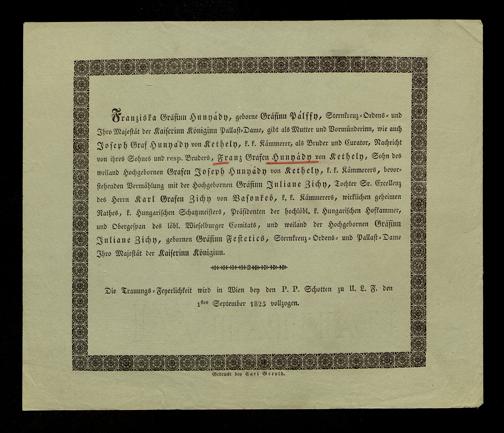 Franziska Gräfinn Hunyády, geborne Gräfinn Pálffy, Sternkreuz-Ordens- und
Ihro Majestät der Kaiserinn Königinn Pallast-Dame, gibt als Mutter und Vormünderinn, wie auch
Joseph Graf Hunyady von Kethely, k. k. Kämmerer, als Bruder und Curator, Nachricht
von ihres Sohnes und resp. Bruders, Franz Grafen Hunyády von Kethely, Sohn des
weiland Hochgebornen Grafen Joseph Hunyády von Kethely, k. k. Kämmerers, bevor-
stehenden Vermählung mit der Hochgebornen Gräfinn Juliane Zichy, Tochter Sr. Excellenz
des Herrn Karl Grafen Zichy von Vasonkeö, k. k. Kämmerers, wirklichen geheimen
Rathes, k. Hungarischen Schatzmeisters, Präsidenten der hochlöbl. k. Hungarischen Hofkammer,
und Obergespan des löbl. Wieselburger Comitats, und weiland der Hochgebornen Gräfinn
Juliane Zichy, gebornen Gräfinn Festetics, Sternkreuz-Ordens- und Pallast-Dame
Ihro Majestät der Kaiserinn Königinn.
Die Trauungs-Feyerlichkeit wird in Wien bey den P. P. Schotten zu U. L. F. den
1sten September 1825 vollzogen.
Gedruckt bey Carl Gerold.